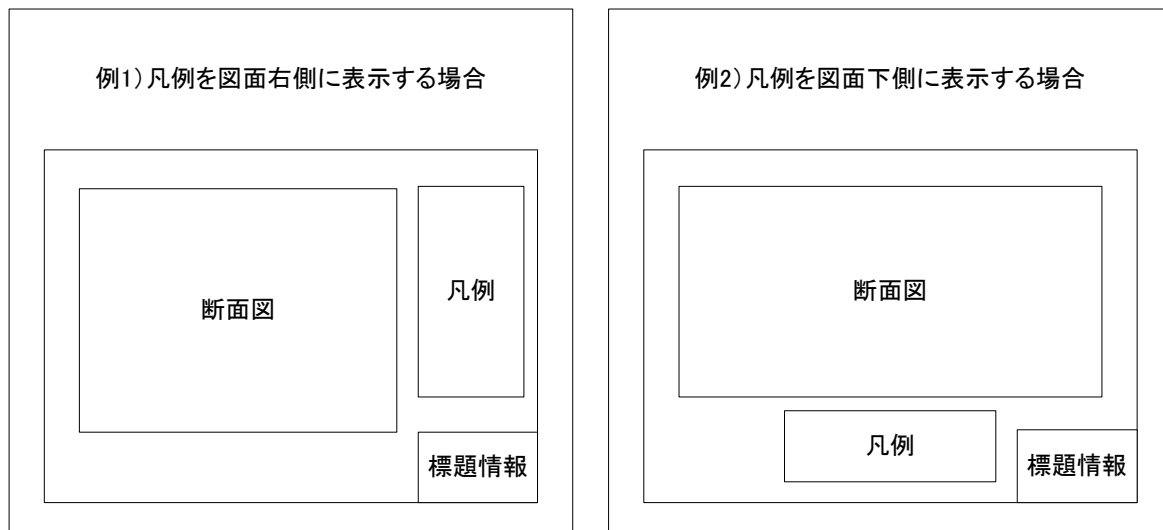 例1)凡例を図面右側に表示する場合
断面図
凡例
標題情報
例2)凡例を図面下側に表示する場合
断面図
凡例
標題情報